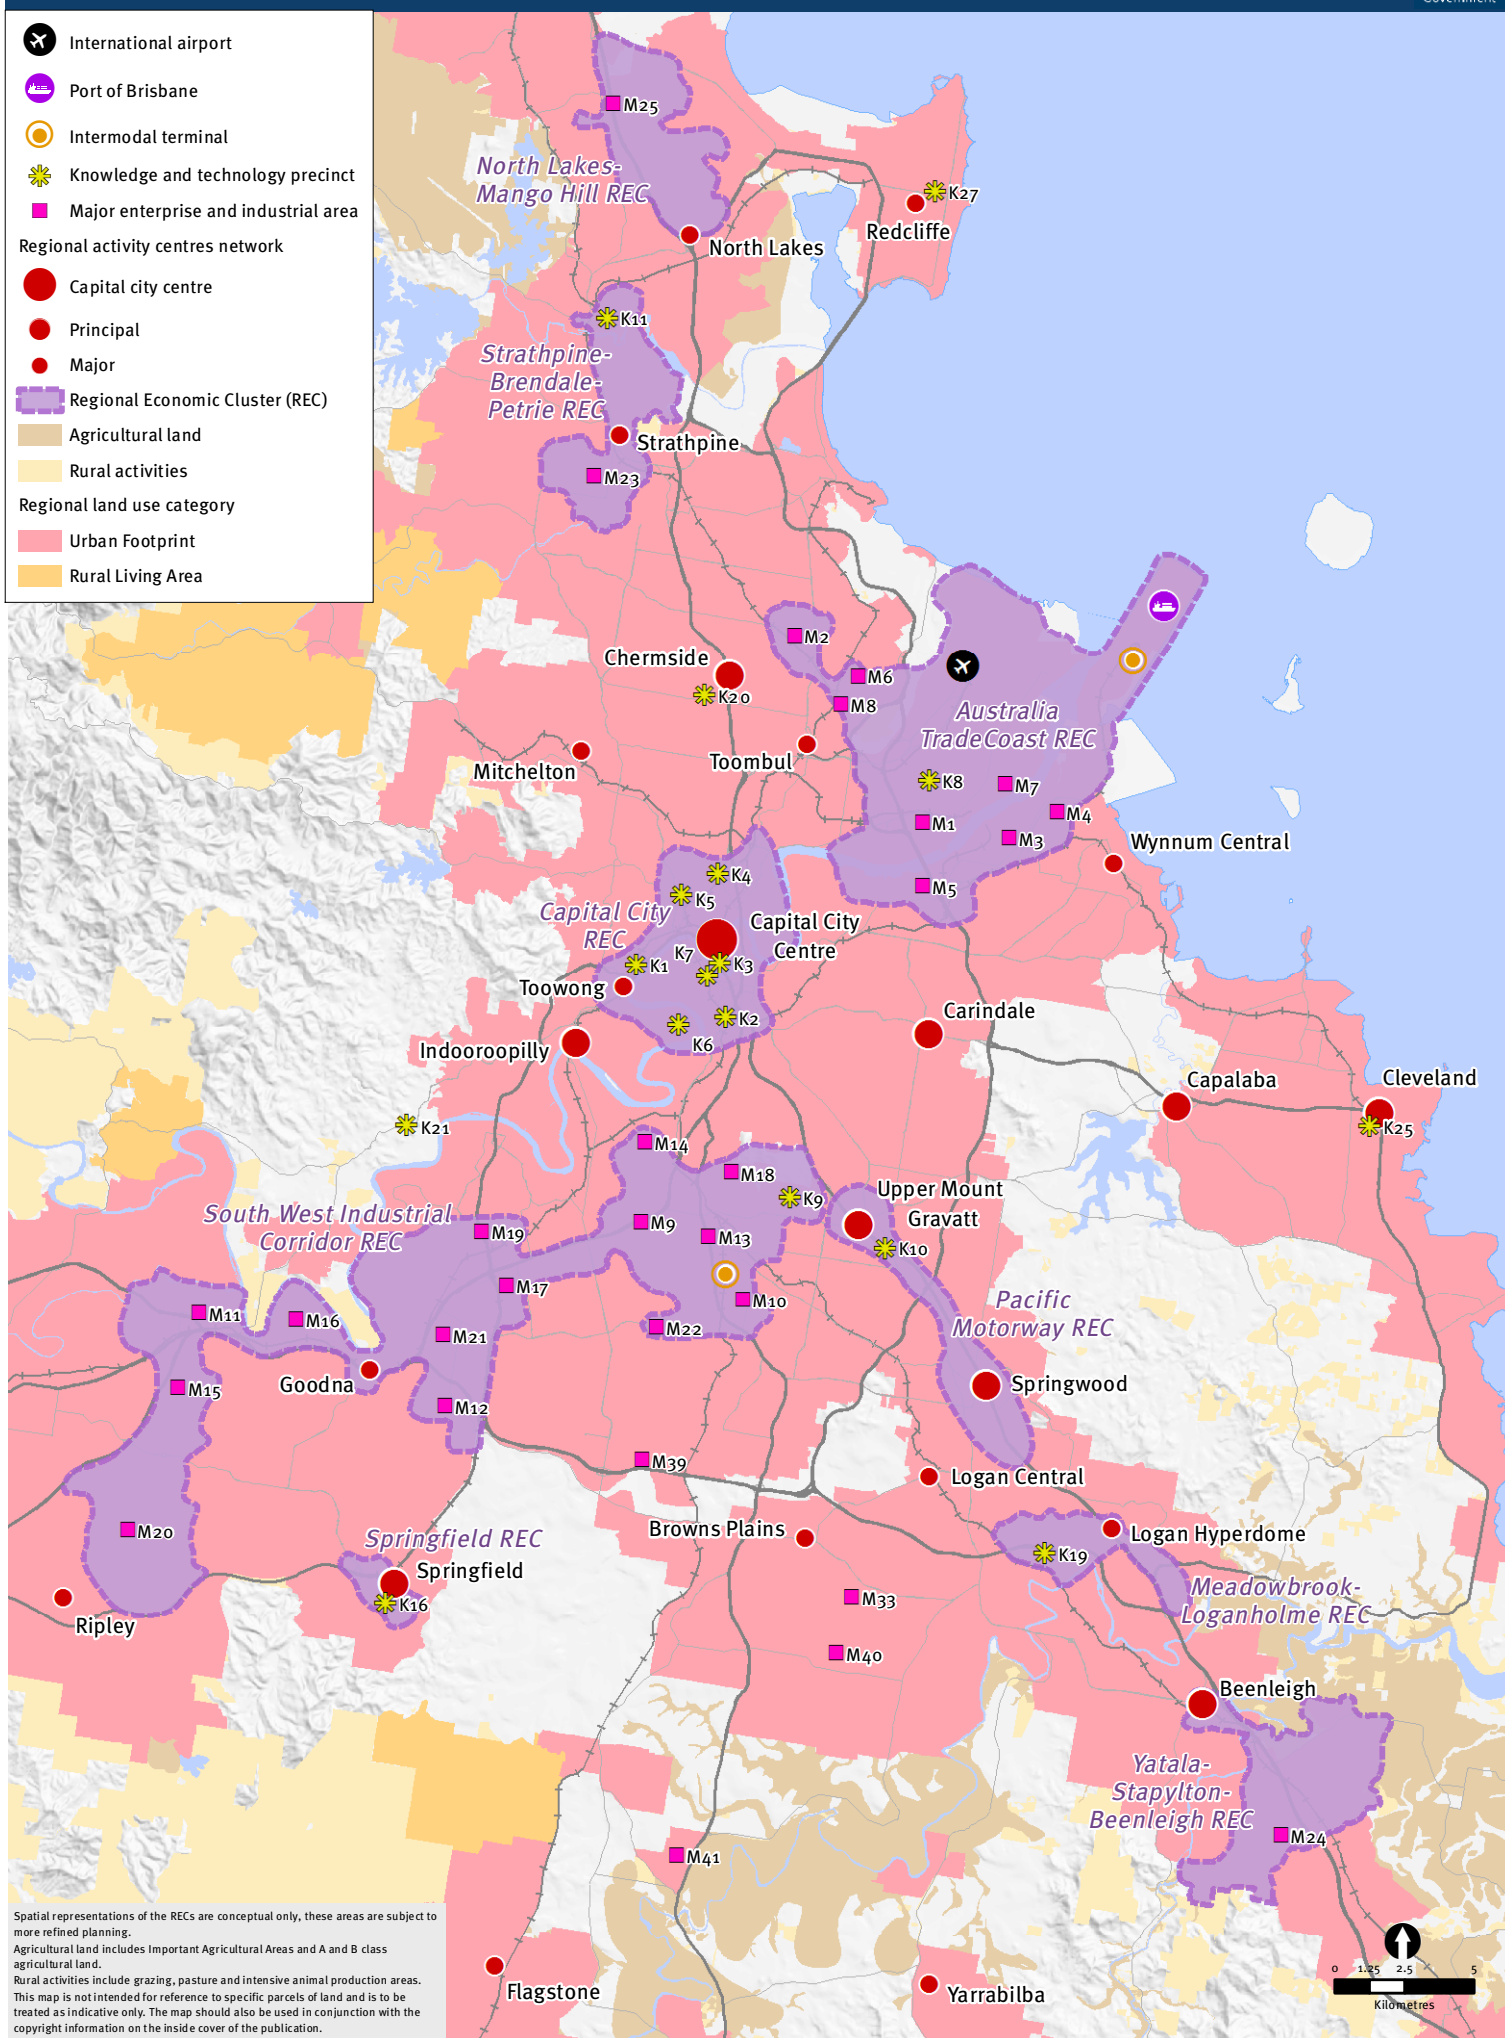 International airport
Port of Brisbane
Intermodal terminal
Knowledge and technology precinct
Major enterprise and industrial area
Regional activity centres network
Capital city centre
Principal
Major
Regional Economic Cluster (REC)
Agricultural land
Rural activities
Regional land use category
Urban Footprint
Rural Living Area
M25
North Lakes-
Mango Hill REC
K27
Redcliffe
North Lakes
K11
Strathpine-
Brendale-
Petrie REC
Strathpine
M23
M2
Chermside
M6
K20
M8
Australia
TradeCoast REC
Toombul
Mitchelton
K8
M7
M4
M1
M3
Wynnum Central
K4
M5
K5
Capital City
REC
Capital City
Centre
K7
K3
K1
Toowong
Carindale
K2
K6
Indooroopilly
Capalaba
Cleveland
K21
K25
M14
M18
Upper Mount
Gravatt
K9
South West Industrial
Corridor REC
M9
M19
M13
K10
M17
M10
Pacific
Motorway REC
M11
M16
M22
M21
Goodna
M15
Springwood
M12
M39
Logan Central
M20
Browns Plains
Logan Hyperdome
Springfield REC
K19
Springfield
Meadowbrook-
Loganholme REC
M33
K16
Ripley
M40
Beenleigh
Yatala-
Stapylton-
Beenleigh REC
M24
M41
Spatial representations of the RECs are conceptual only, these areas are subject to
more refined planning.
Agricultural land includes Important Agricultural Areas and A and B class
agricultural land.
Rural activities include grazing, pasture and intensive animal production areas.
This map is not intended for reference to specific parcels of land and is to be
treated as indicative only. The map should also be used in conjunction with the
copyright information on the inside cover of the publication.
Flagstone
Yarrabilba
0 1.25 2.5 5
Kilometres